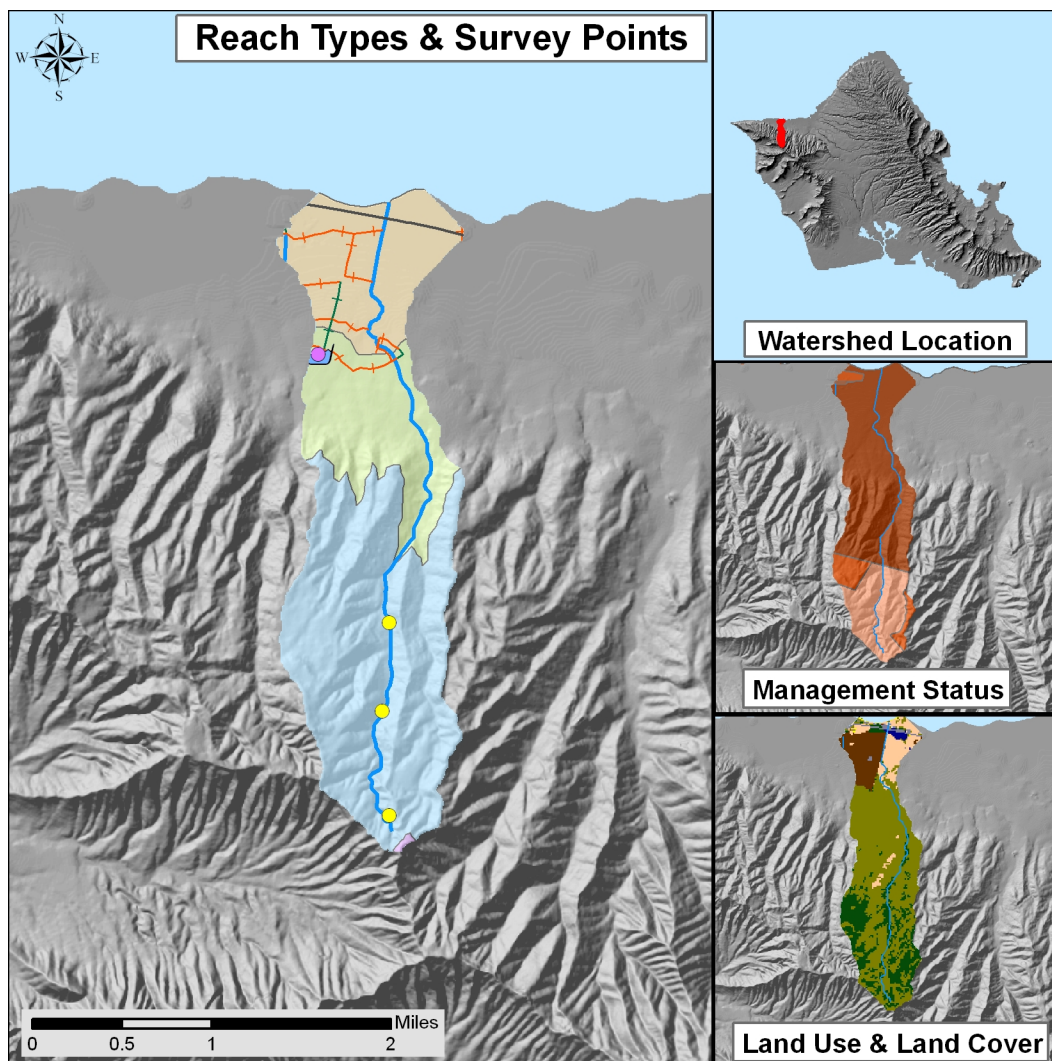 Reach Types & Survey Points
N
W E
S
Watershed Location
Management Status
Miles
0 0.5 1 2
Land Use & Land Cover